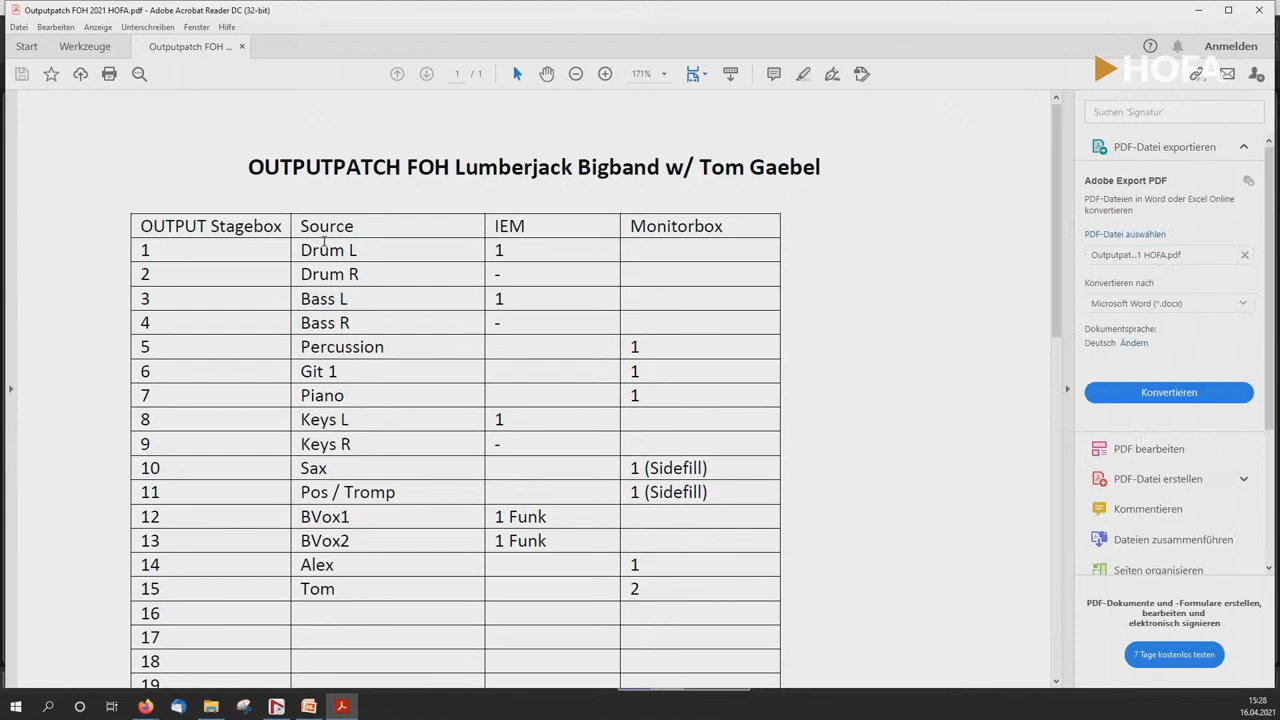 Outputpatch FOH 2021 HOFA.pdf - Adobe Acrobat Reader DC (32-bit)
Datei Bearbeiten Anzeige Unterschreiben Fenster Hilfe
Start Werkzeuge Outputpatch FOH ... × Anmelden
1 / 1 171%
HOFA
Suchen 'Signatur'
OUTPUTPATCH FOH Lumberjack Bigband w/ Tom Gaebel
OUTPUT Stagebox Source IEM Monitorbox
1 Drum L 1
2 Drum R -
3 Bass L 1
4 Bass R -
5 Percussion 1
6 Git 1 1
7 Piano 1
8 Keys L 1
9 Keys R -
10 Sax 1 (Sidefill)
11 Pos / Tromp 1 (Sidefill)
12 BVox1 1 Funk
13 BVox2 1 Funk
14 Alex 1
15 Tom 2
16
17
18
19
PDF-Datei exportieren
Adobe Export PDF
PDF-Dateien in Word oder Excel Online
konvertieren
PDF-Datei auswählen
Outputpat...1 HOFA.pdf ×
Konvertieren nach
Microsoft Word (*.docx)
Dokumentsprache:
Deutsch Ändern
Konvertieren
PDF bearbeiten
PDF-Datei erstellen
Kommentieren
Dateien zusammenführen
Seiten organisieren
PDF-Dokumente und -Formulare erstellen,
bearbeiten und
elektronisch signieren
7 Tage kostenlos testen
15:28
16.04.2021